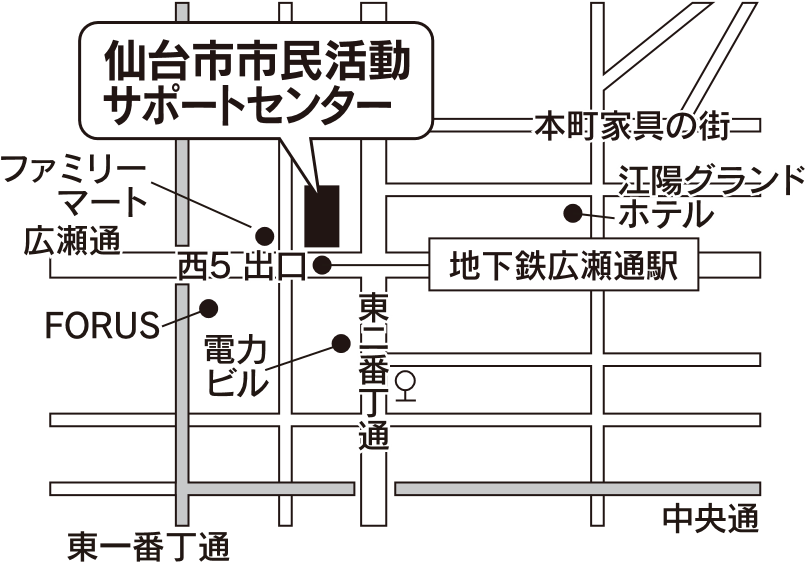 仙台市市民活動
サポートセンター
本町家具の街
ファミリー
マート
江陽グランド
ホテル
広瀬通
西5 出口
地下鉄広瀬通駅
FORUS
電力
ビル
東二番丁通
中央通
東一番丁通